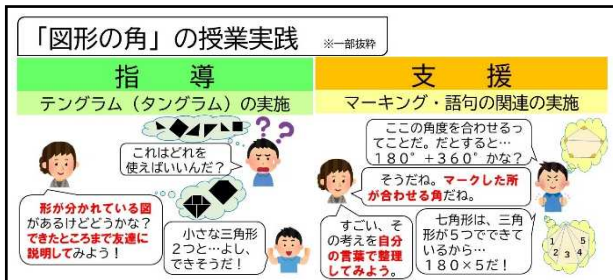 「図形の角」の授業実践 ※一部抜粋
指 導
テングラム（タングラム）の実施
これはどれを
使えばいいんだ？
？？
形が分かれている図
があるけどどうかな？
できたところまで友達に
説明してみよう！
小さな三角形
２つと…よし、
できそうだ！
支 援
マーキング・語句の関連の実施
ここの角度を合わせるっ
てことだ。だとすると…
１８０°＋３６０°かな？
そうだね。マークした所
が合わせる角だね。
すごい、そ
の考えを自分
の言葉で整理
してみよう。
七角形は、三角
形が５つでできて
いるから…
１８０×５だ！
1 2 3 4 5